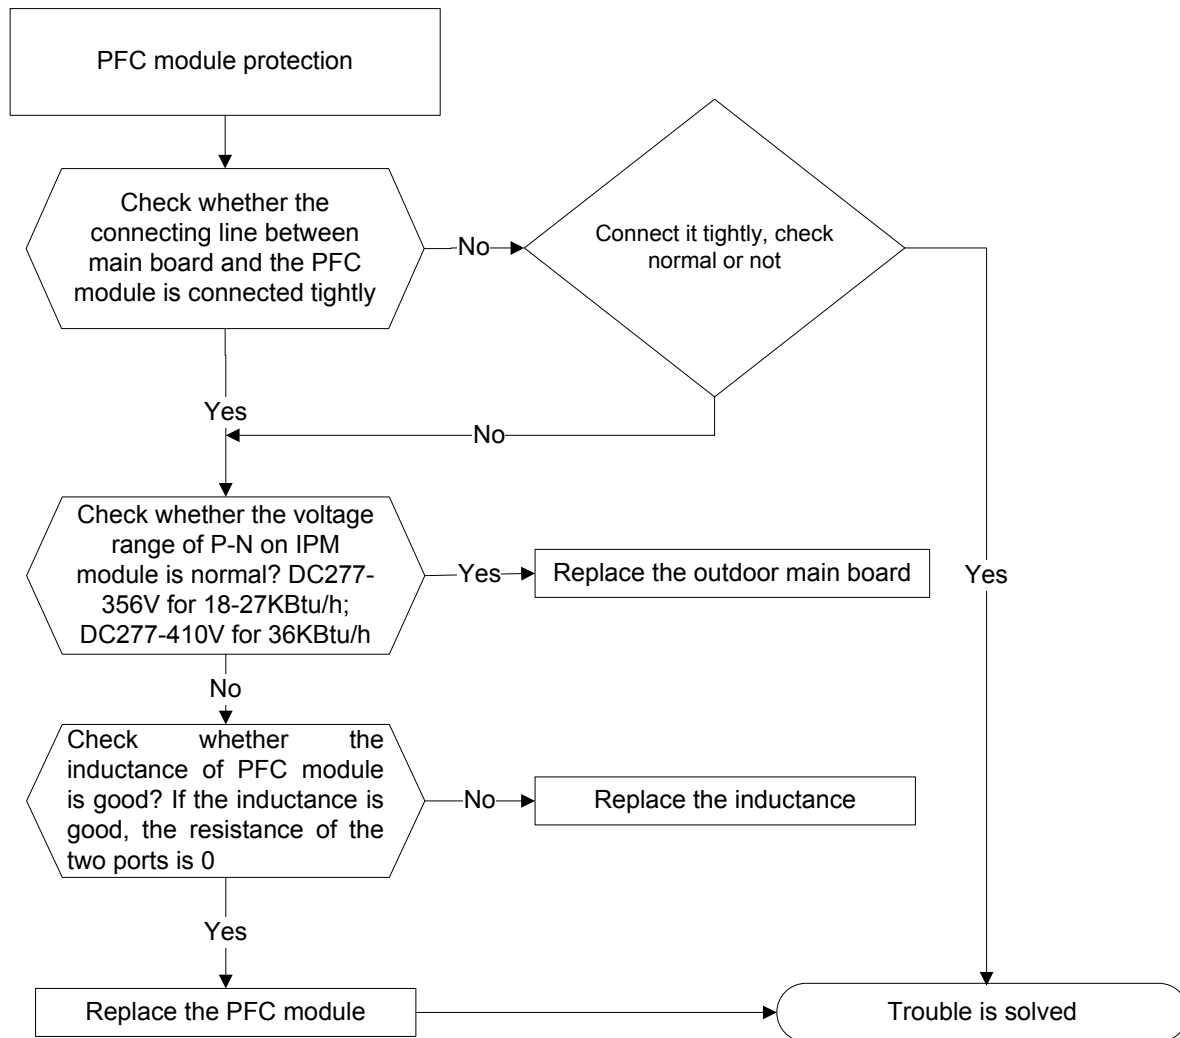 PFC module protection
Check whether the
connecting line between
main board and the PFC
module is connected tightly
No
Connect it tightly, check
normal or not
Yes
No
Check whether the voltage
range of P-N on IPM
module is normal? DC277-
356V for 18-27KBtu/h;
DC277-410V for 36KBtu/h
Yes
Replace the outdoor main board
Yes
No
Check whether the
inductance of PFC module
is good? If the inductance is
good, the resistance of the
two ports is 0
No
Replace the inductance
Yes
Replace the PFC module
Trouble is solved